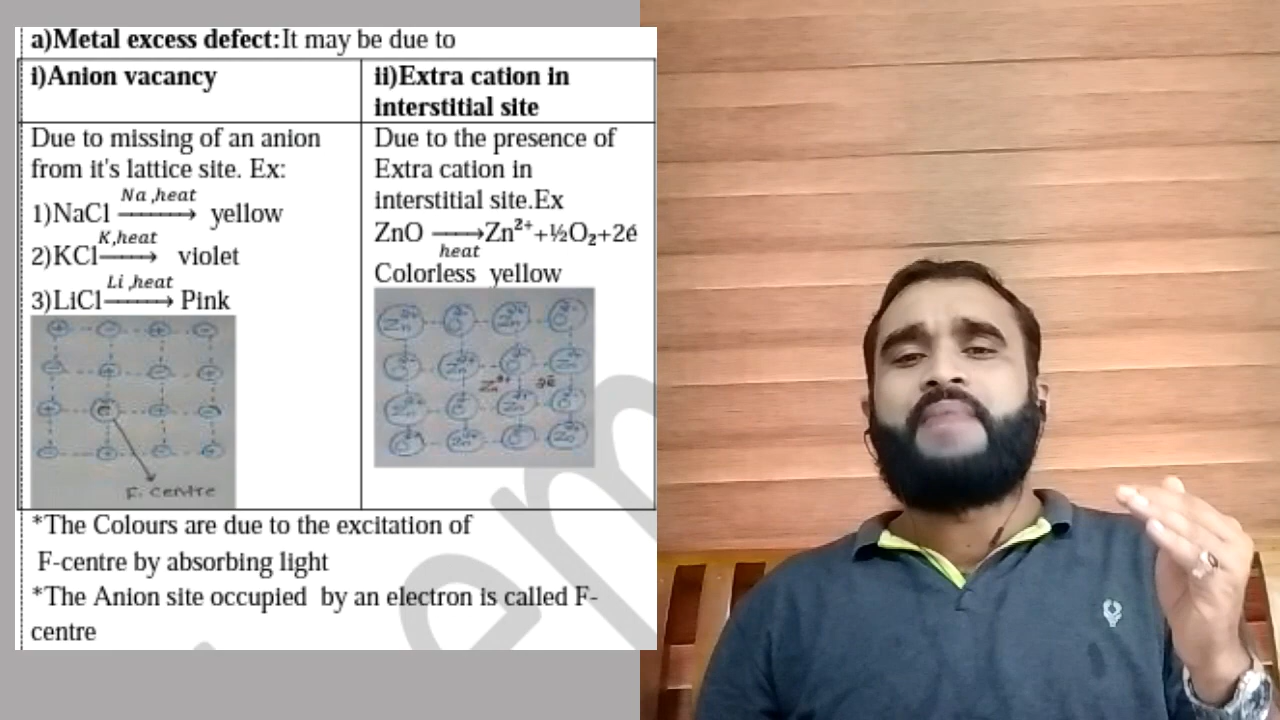 a)Metal excess defect:It may be due to
i)Anion vacancy
Due to missing of an anion
from it's lattice site. Ex:
1)NaCl Na ,heat → yellow
2)KCl K,heat → violet
3)LiCl Li ,heat → Pink
F. centre
ii)Extra cation in
interstitial site
Due to the presence of
Extra cation in
interstitial site.Ex
ZnO → Zn²⁺+½O₂+2é
heat
Colorless yellow
*The Colours are due to the excitation of
F-centre by absorbing light
*The Anion site occupied by an electron is called F-
centre